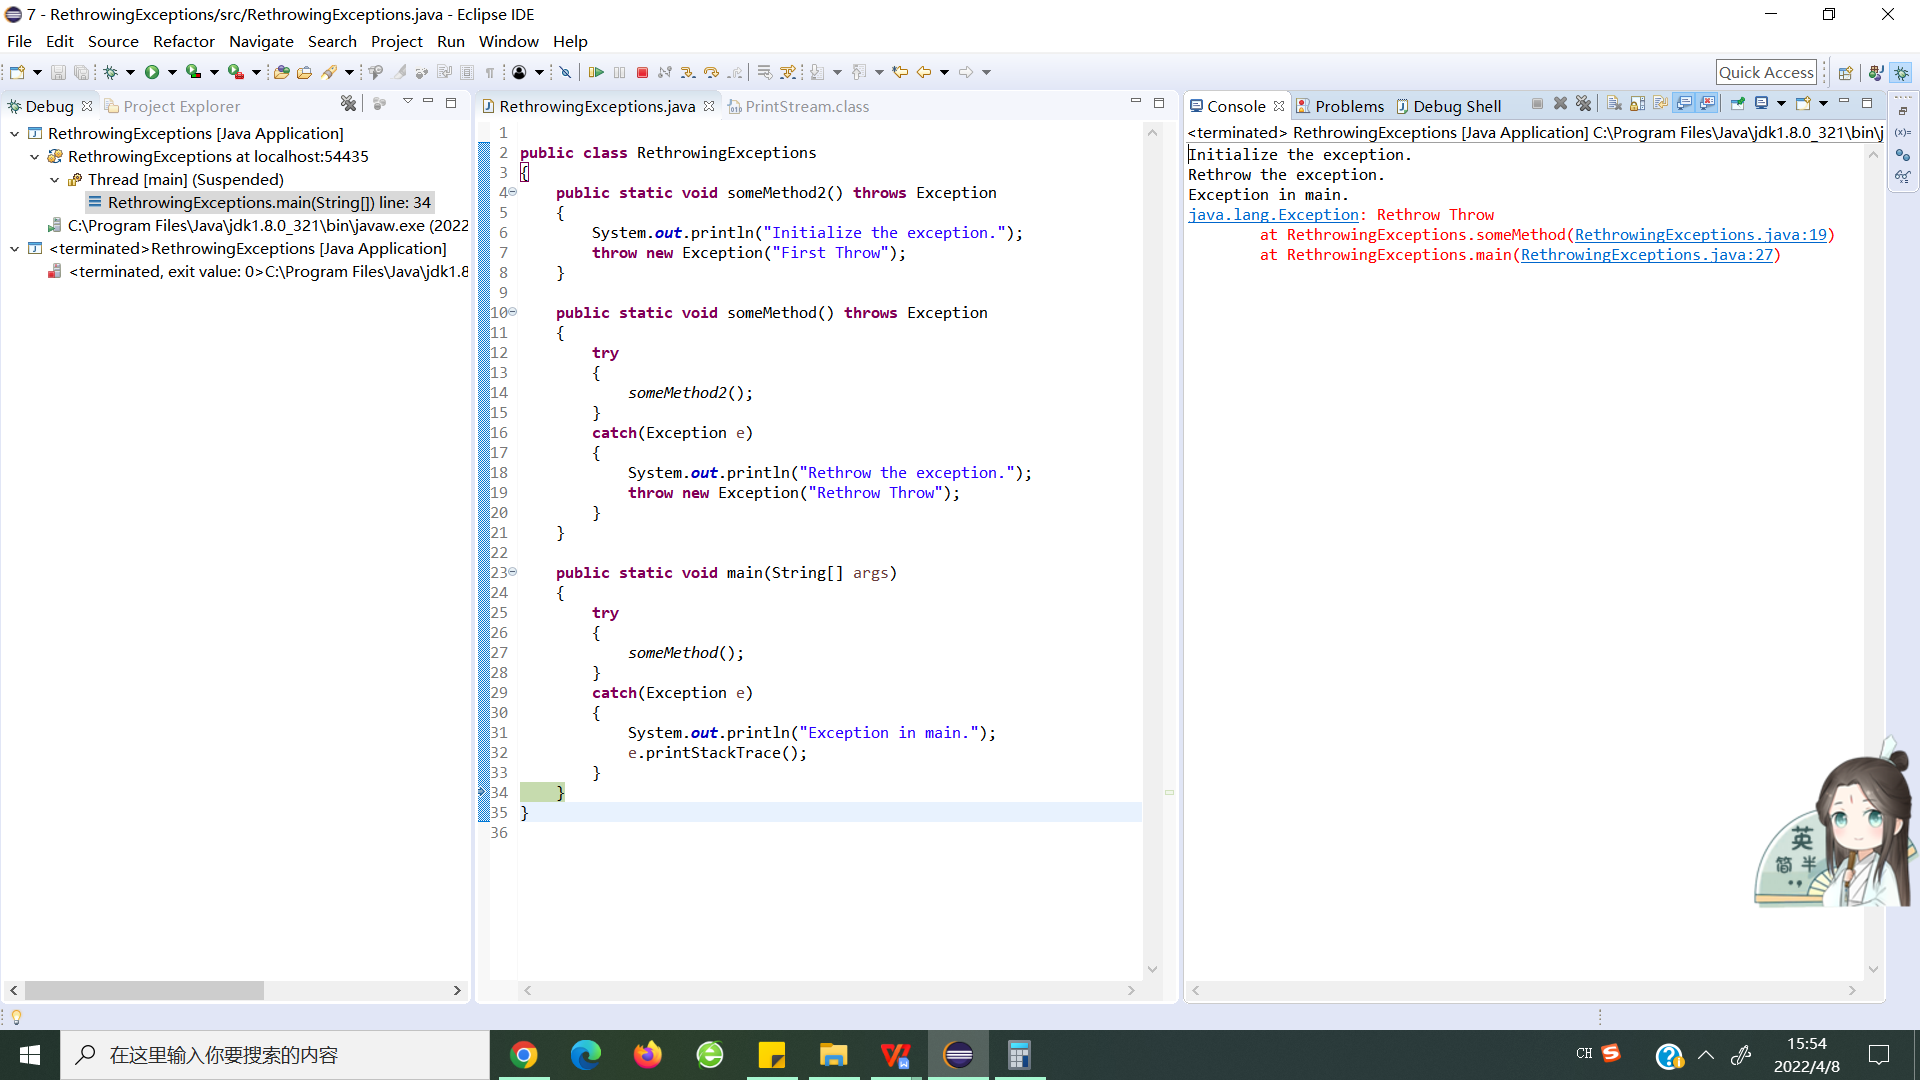 7 - RethrowingExceptions/src/RethrowingExceptions.java - Eclipse IDE
File Edit Source Refactor Navigate Search Project Run Window Help
Quick Access
Debug Project Explorer
RethrowingExceptions [Java Application]
RethrowingExceptions at localhost:54435
Thread [main] (Suspended)
RethrowingExceptions.main(String[]) line: 34
C:\Program Files\Java\jdk1.8.0_321\bin\javaw.exe (2022
<terminated>RethrowingExceptions [Java Application]
<terminated, exit value: 0>C:\Program Files\Java\jdk1.8
RethrowingExceptions.java PrintStream.class
1
2 public class RethrowingExceptions
3 {
4 public static void someMethod2() throws Exception
5 {
6 System.out.println("Initialize the exception.");
7 throw new Exception("First Throw");
8 }
9
10 public static void someMethod() throws Exception
11 {
12 try
13 {
14 someMethod2();
15 }
16 catch(Exception e)
17 {
18 System.out.println("Rethrow the exception.");
19 throw new Exception("Rethrow Throw");
20 }
21 }
22
23 public static void main(String[] args)
24 {
25 try
26 {
27 someMethod();
28 }
29 catch(Exception e)
30 {
31 System.out.println("Exception in main.");
32 e.printStackTrace();
33 }
34 }
35 }
36
Console Problems Debug Shell
<terminated> RethrowingExceptions [Java Application] C:\Program Files\Java\jdk1.8.0_321\bin\j
Initialize the exception.
Rethrow the exception.
Exception in main.
java.lang.Exception: Rethrow Throw
at RethrowingExceptions.someMethod(RethrowingExceptions.java:19)
at RethrowingExceptions.main(RethrowingExceptions.java:27)
英
简 半
在这里输入你要搜索的内容
CH
15:54
2022/4/8